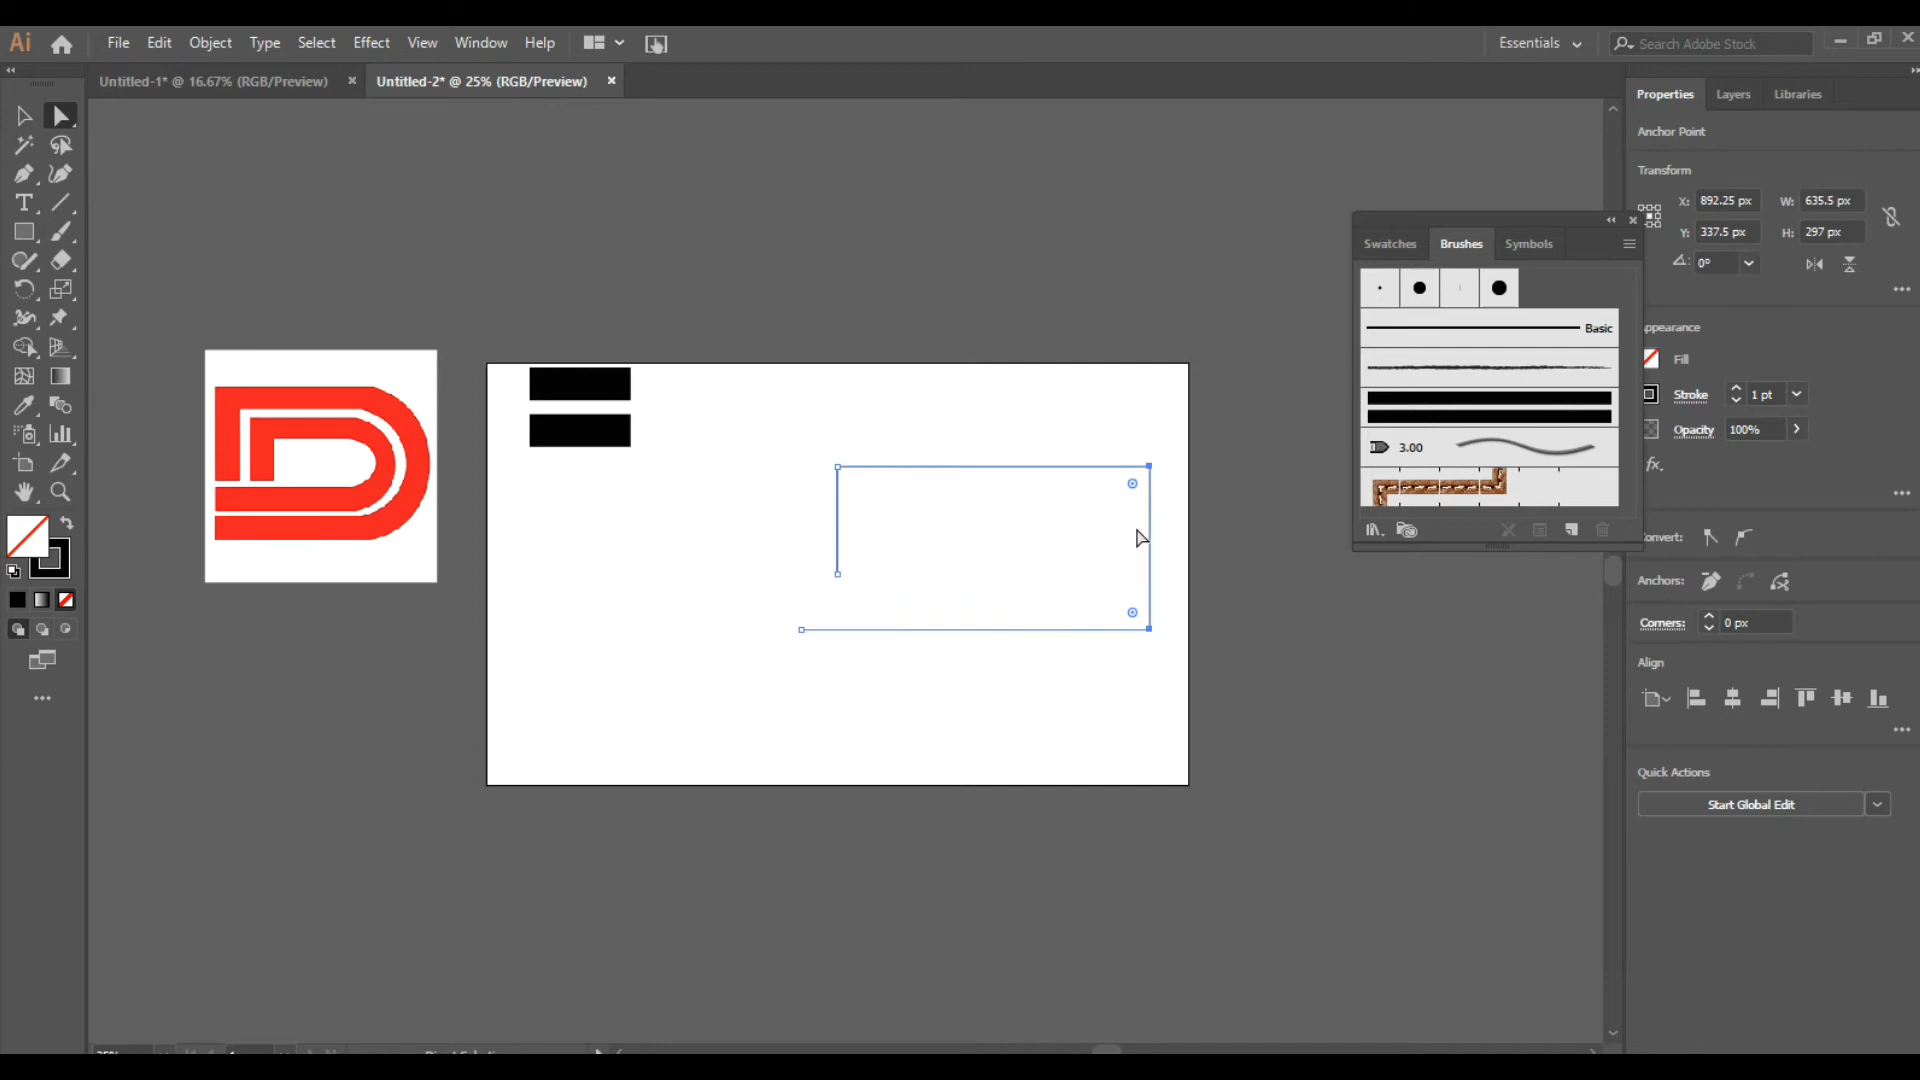 Ai File Edit Object Type Select Effect View Window Help Essentials Search Adobe Stock
Untitled-1* @ 16.67% (RGB/Preview) × Untitled-2* @ 25% (RGB/Preview) ×
Properties Layers Libraries
Anchor Point
Transform
X: 892.25 px W: 635.5 px
Y: 337.5 px H: 297 px
0°
Swatches Brushes Symbols
Basic
3.00
Appearance
Fill
Stroke 1 pt
Opacity 100%
fx.
Convert:
Anchors:
Corners: 0 px
Align
Quick Actions
Start Global Edit